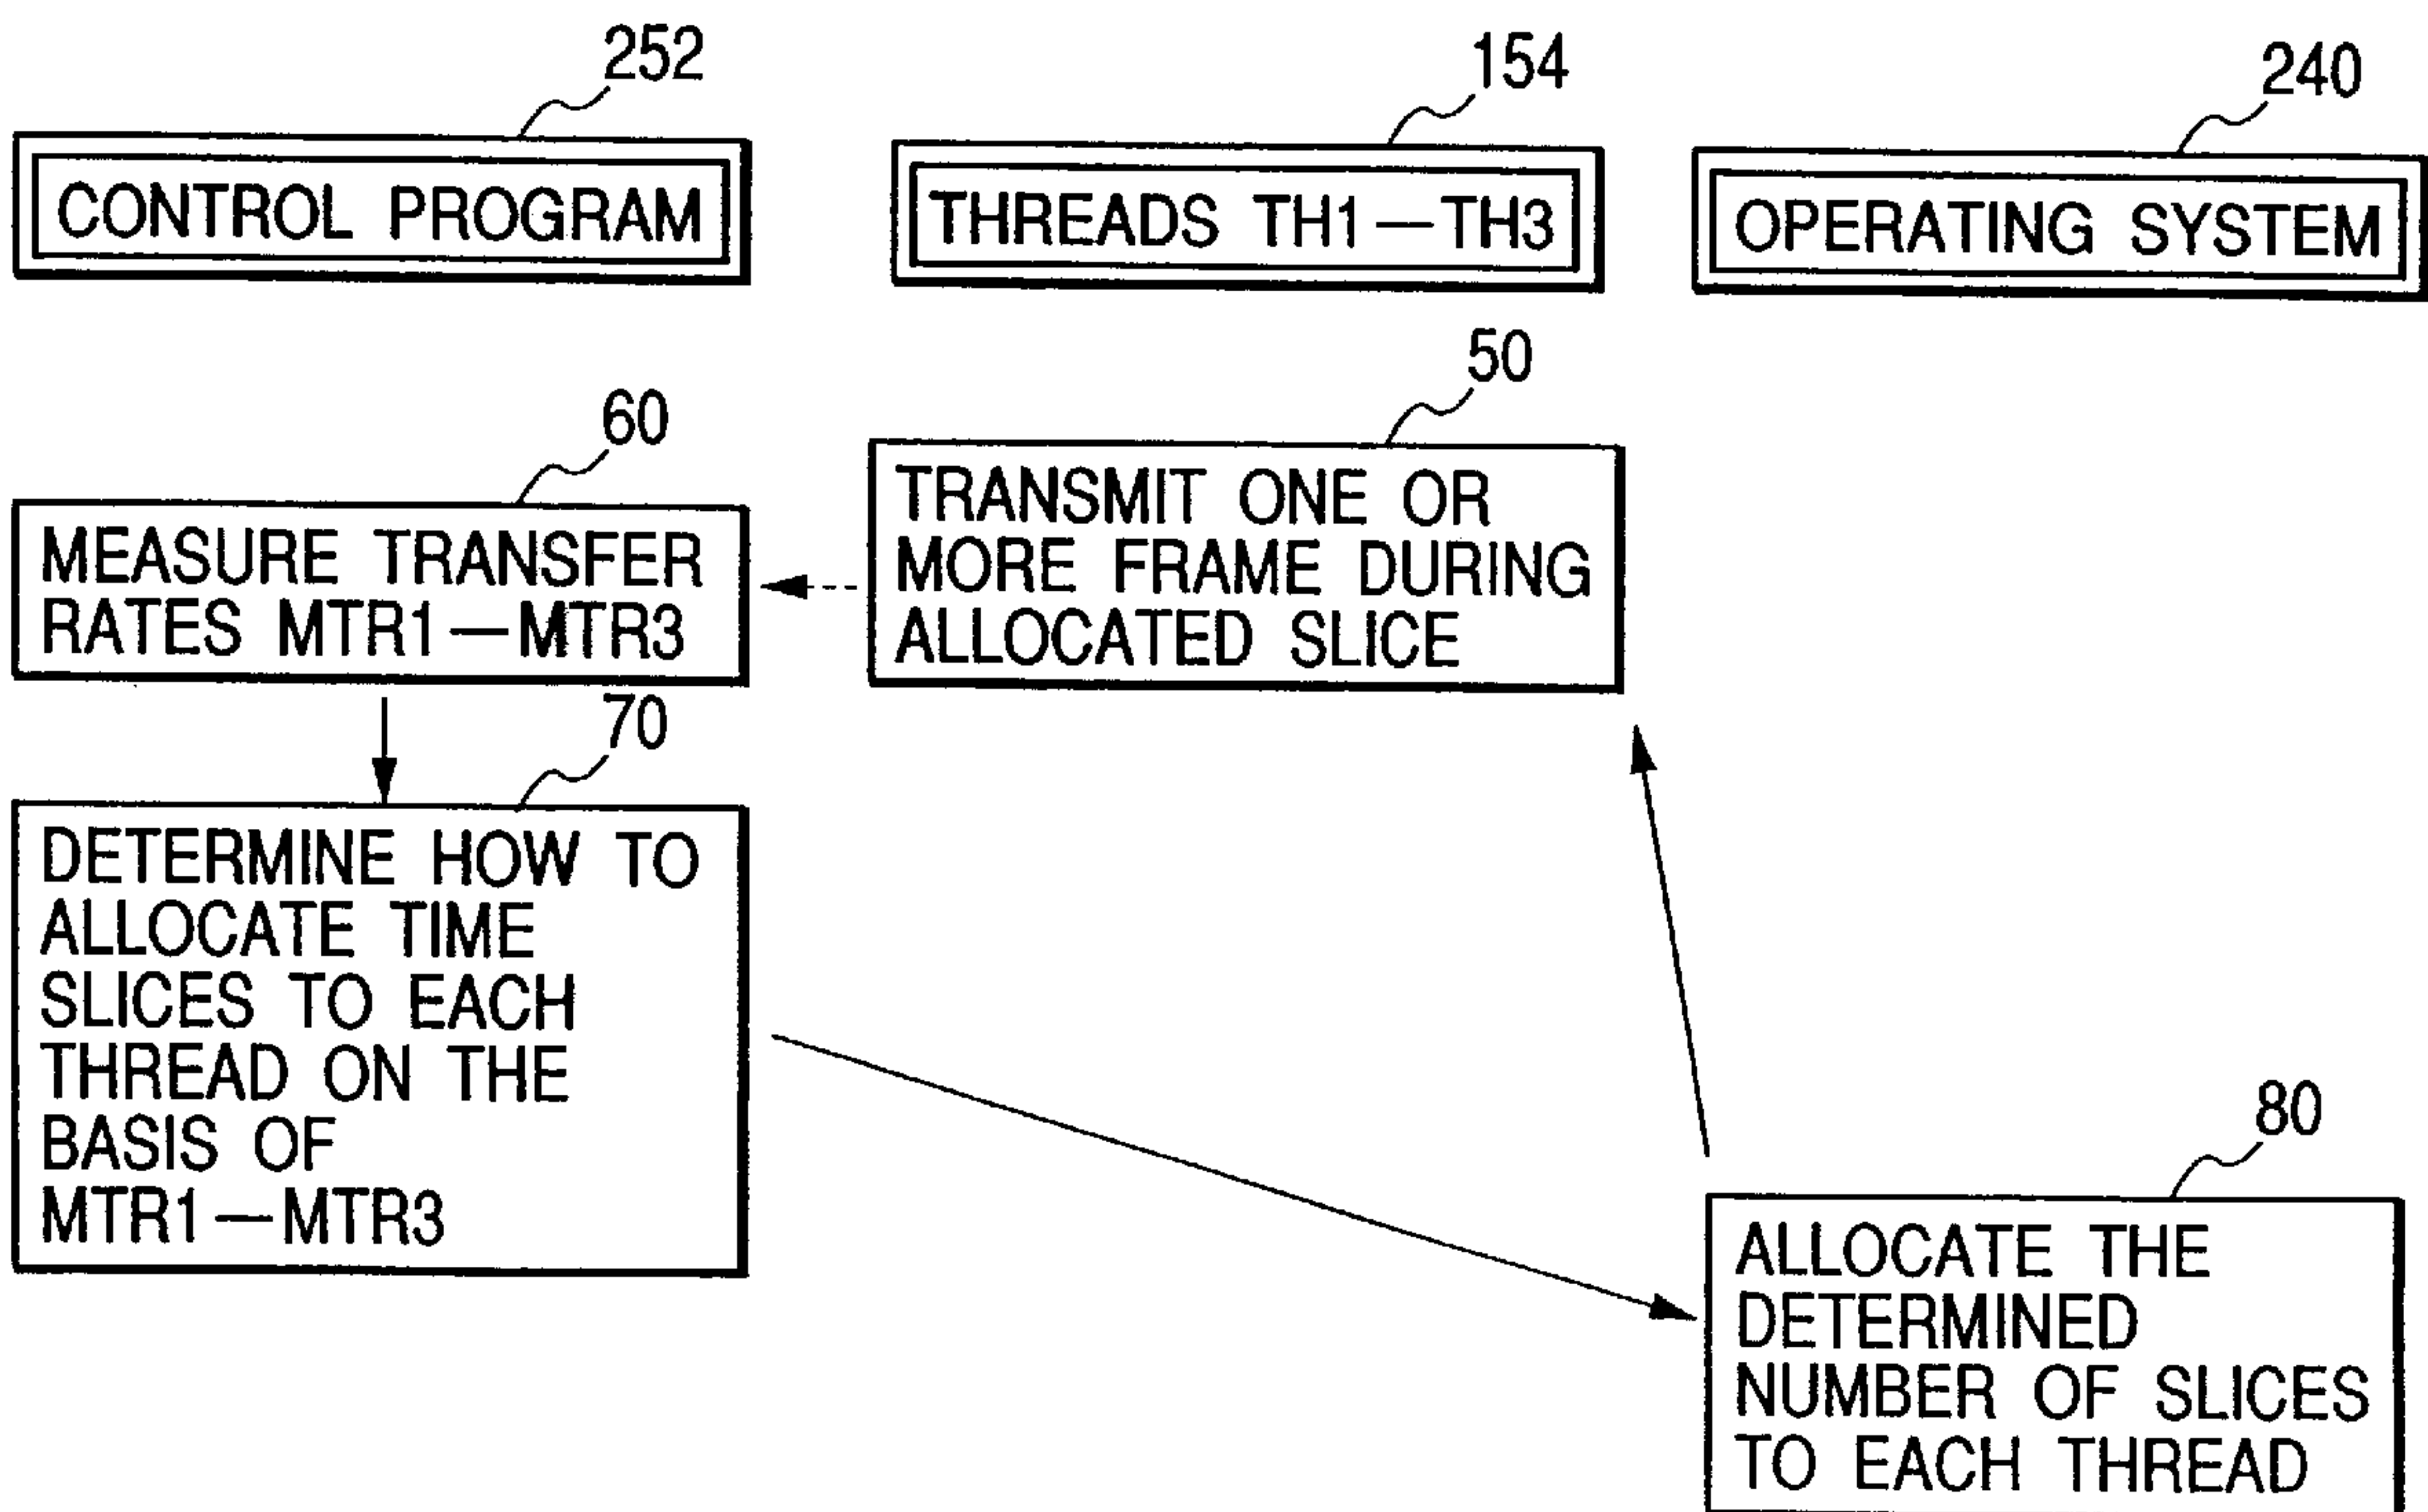 252
154
240
CONTROL PROGRAM
THREADS TH1—TH3
OPERATING SYSTEM
50
TRANSMIT ONE OR
MORE FRAME DURING
ALLOCATED SLICE
60
MEASURE TRANSFER
RATES MTR1—MTR3
70
DETERMINE HOW TO
ALLOCATE TIME
SLICES TO EACH
THREAD ON THE
BASIS OF
MTR1—MTR3
80
ALLOCATE THE
DETERMINED
NUMBER OF SLICES
TO EACH THREAD